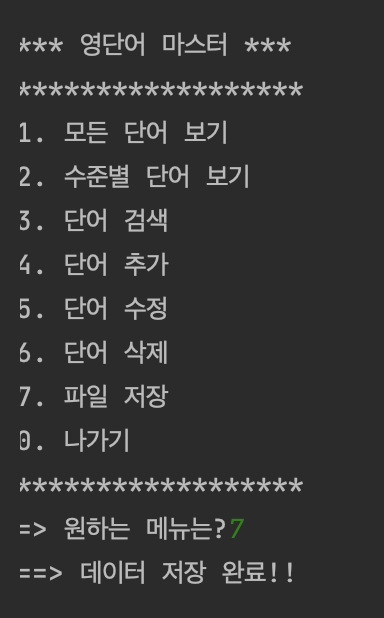 *** 영단어 마스터 ***
*******************
1. 모든 단어 보기
2. 수준별 단어 보기
3. 단어 검색
4. 단어 추가
5. 단어 수정
6. 단어 삭제
7. 파일 저장
0. 나가기
*******************
=> 원하는 메뉴는?7
==> 데이터 저장 완료!!